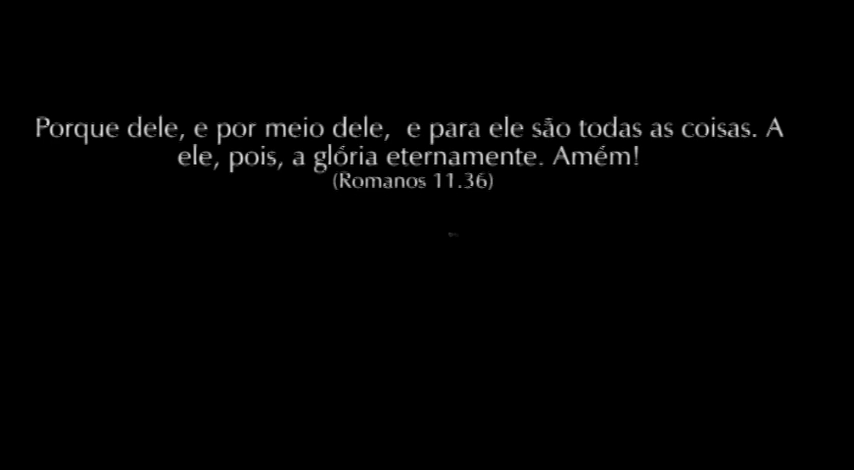 Porque dele, e por meio dele,  e para ele são todas as coisas. A
ele, pois, a glória eternamente. Amém!
(Romanos 11.36)